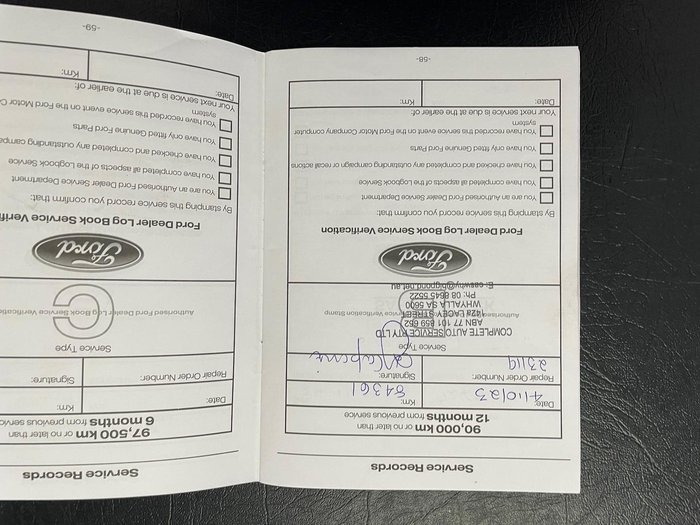 Service Records
90,000 km or no later than
12 months from previous service
Date: 4/10/23 Km: 84361
Repair Order Number: Signature:
23119
Service Type
COMPLETE AUTO SERVICE PTY LTD
ABN 77 101 859 662
LACEY STREET
Authorised
Verification Stamp
WHYALLA SA 5600
Ph: 08 8645 5522
E: caswhy@bigpond.net.au
Ford
Ford Dealer Log Book Service Verification
By stamping this service record you confirm that:
You are an Authorised Ford Dealer Service Department
You have completed all aspects of the Logbook Service
You have checked and completed any outstanding campaign or recall actions
You have only fitted Genuine Ford Parts
You have recorded this service event on the Ford Motor Company computer
system
Your next service is due at the earlier of:
Date: Km:
-58-
Service Records
97,500 km or no later than
6 months from previous servic
Date: Km:
Repair Order Number: Signature:
Service Type
C
Authorised Ford Dealer Log Book Service Verificatio
Ford
Ford Dealer Log Book Service Verifi
By stamping this service record you confirm that:
You are an Authorised Ford Dealer Service Department
You have completed all aspects of the Logbook Service
You have checked and completed any outstanding campa
You have only fitted Genuine Ford Parts
You have recorded this service event on the Ford Motor C
system
Your next service is due at the earlier of:
Date: Km:
-59-